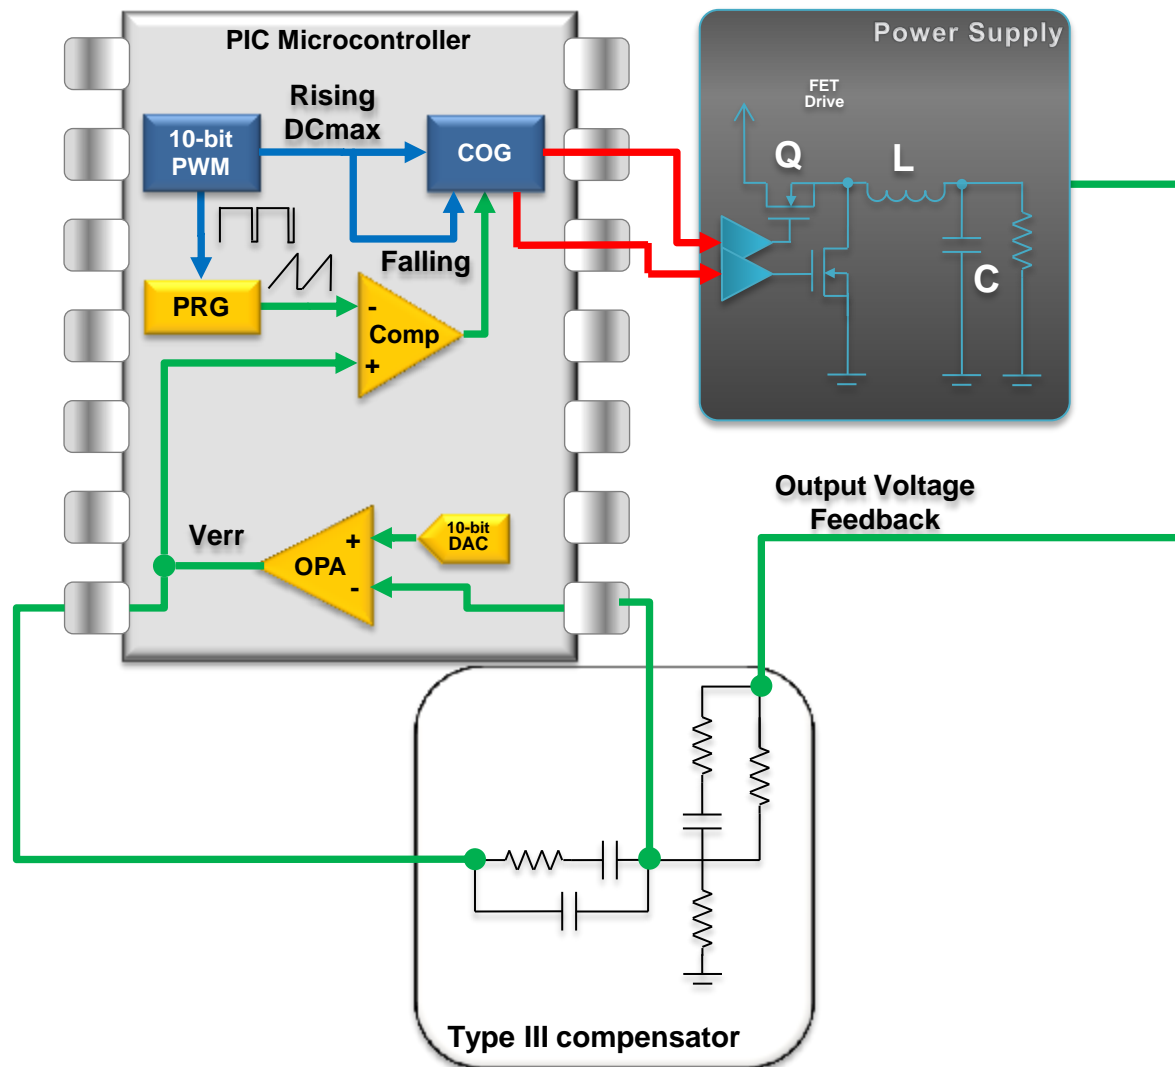 PIC Microcontroller
Power Supply
FET
Drive
Rising
DCmax
10-bit
PWM
COG
Q
L
Falling
PRG
-
Comp
+
C
Output Voltage
Feedback
Verr
10-bit
DAC
+
OPA
-
Type III compensator